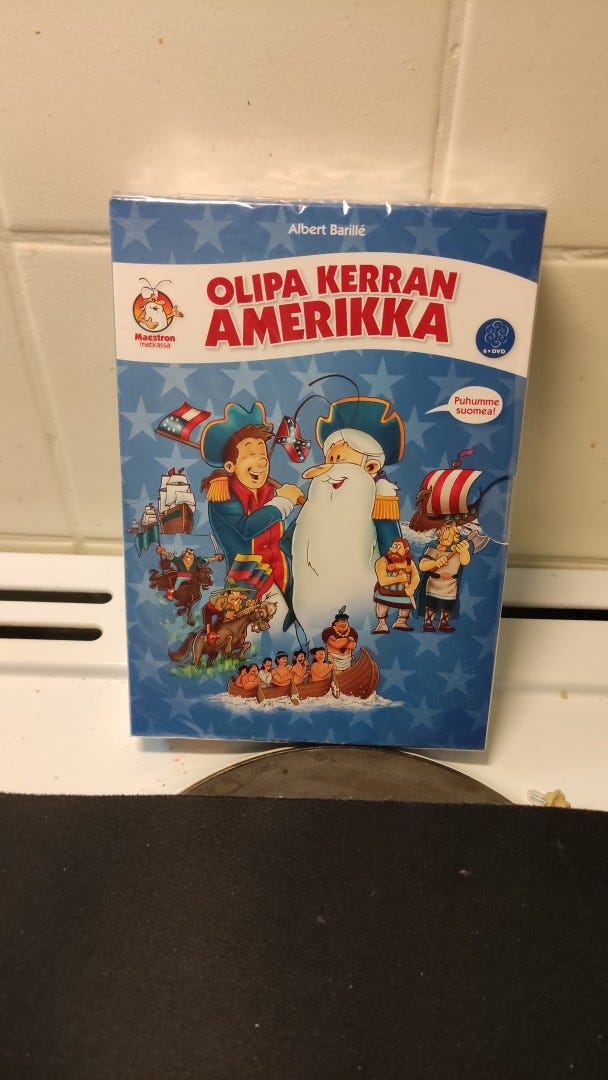 Albert Barillé
OLIPA KERRAN
AMERIKKA
Maestron
matkassa
6 x DVD
Puhumme
suomea!